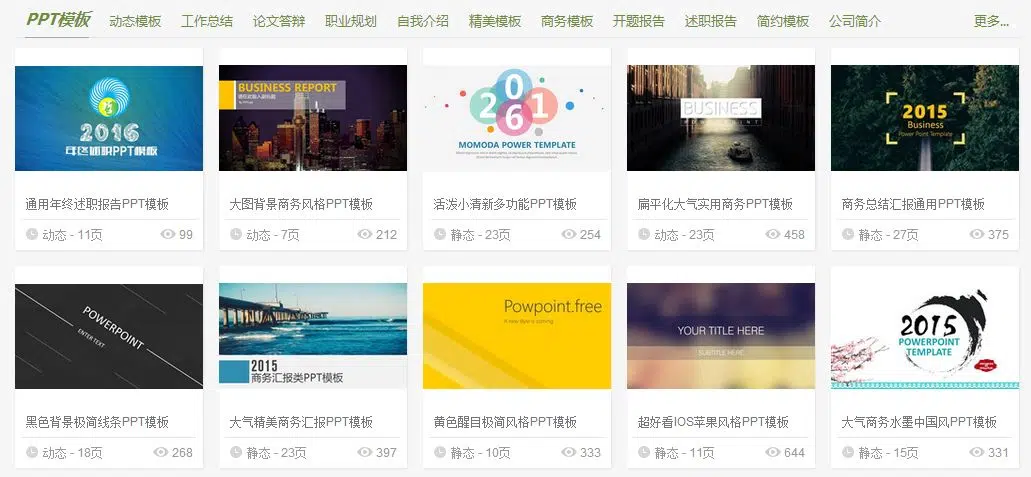 PPT模板 动态模板 工作总结 论文答辩 职业规划 自我介绍 精美模板 商务模板 开题报告 述职报告 简约模板 公司简介 更多...
2016
年终述职PPT模板
BUSINESS REPORT
2061
MOMODA POWER TEMPLATE
BUSINESS
POWERPOINT
2015
Business
Power Point Template
通用年终述职报告PPT模板
大图背景商务风格PPT模板
活泼小清新多功能PPT模板
扁平化大气实用商务PPT模板
商务总结汇报通用PPT模板
动态 - 11页 99
动态 - 7页 212
静态 - 23页 254
动态 - 23页 458
静态 - 27页 375
POWERPOINT
ENTER TEXT
2015
商务汇报类PPT模板
Powpoint.free
A new style is coming
YOUR TITLE HERE
SUBTITLE HERE
2015
POWERPOINT
TEMPLATE
黑色背景极简线条PPT模板
大气精美商务汇报PPT模板
黄色醒目极简风格PPT模板
超好看IOS苹果风格PPT模板
大气商务水墨中国风PPT模板
动态 - 18页 268
静态 - 23页 397
静态 - 10页 333
静态 - 11页 644
静态 - 15页 331